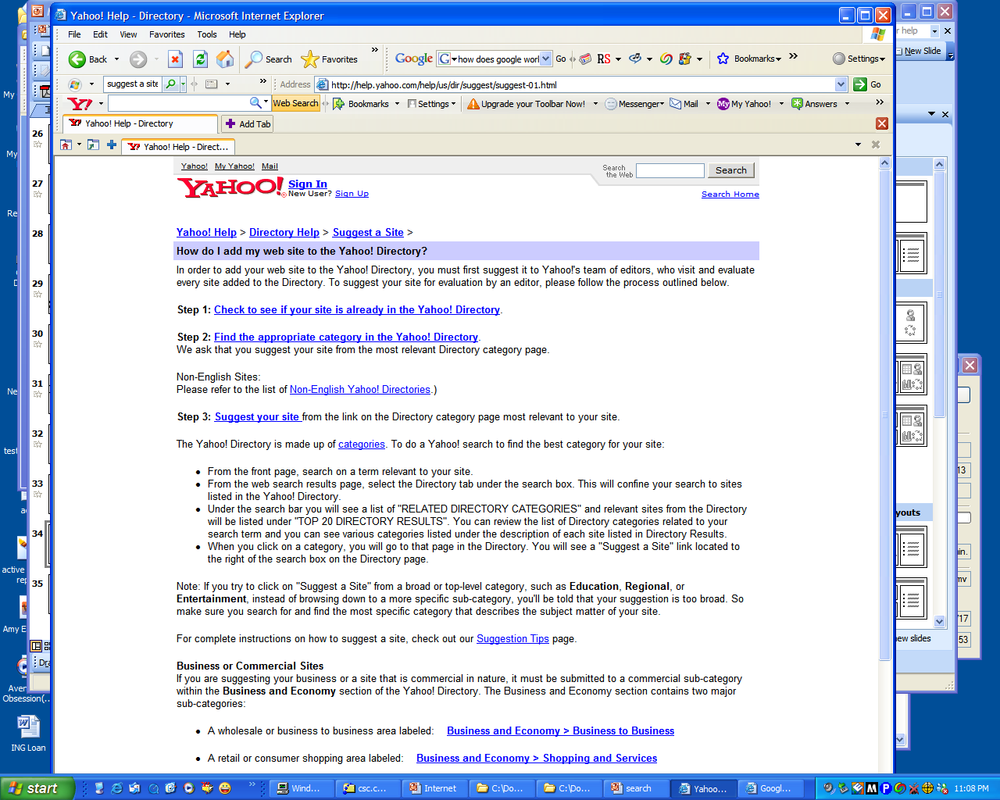 Yahoo! Help - Directory - Microsoft Internet Explorer
File Edit View Favorites Tools Help
Back Search Favorites » Google G how does google worl Go RS Bookmarks » Settings
suggest a site » Address http://help.yahoo.com/help/us/dir/suggest/suggest-01.html Go
Y! Web Search Bookmarks Settings Upgrade your Toolbar Now! Messenger Mail My Yahoo! Answers »
Yahoo! Help - Directory Add Tab
Yahoo! Help - Direct...
Yahoo! My Yahoo! Mail
Search the Web Search
YAHOO! Sign In
New User? Sign Up
Search Home
Yahoo! Help > Directory Help > Suggest a Site >
How do I add my web site to the Yahoo! Directory?
In order to add your web site to the Yahoo! Directory, you must first suggest it to Yahoo!'s team of editors, who visit and evaluate
every site added to the Directory. To suggest your site for evaluation by an editor, please follow the process outlined below.
Step 1: Check to see if your site is already in the Yahoo! Directory.
Step 2: Find the appropriate category in the Yahoo! Directory.
We ask that you suggest your site from the most relevant Directory category page.
Non-English Sites:
Please refer to the list of Non-English Yahoo! Directories.)
Step 3: Suggest your site from the link on the Directory category page most relevant to your site.
The Yahoo! Directory is made up of categories. To do a Yahoo! search to find the best category for your site:
• From the front page, search on a term relevant to your site.
• From the web search results page, select the Directory tab under the search box. This will confine your search to sites
listed in the Yahoo! Directory.
• Under the search bar you will see a list of "RELATED DIRECTORY CATEGORIES" and relevant sites from the Directory
will be listed under "TOP 20 DIRECTORY RESULTS". You can review the list of Directory categories related to your
search term and you can see various categories listed under the description of each site listed in Directory Results.
• When you click on a category, you will go to that page in the Directory. You will see a "Suggest a Site" link located to
the right of the search box on the Directory page.
Note: If you try to click on "Suggest a Site" from a broad or top-level category, such as Education, Regional, or
Entertainment, instead of browsing down to a more specific sub-category, you'll be told that your suggestion is too broad. So
make sure you search for and find the most specific category that describes the subject matter of your site.
For complete instructions on how to suggest a site, check out our Suggestion Tips page.
Business or Commercial Sites
If you are suggesting your business or a site that is commercial in nature, it must be submitted to a commercial sub-category
within the Business and Economy section of the Yahoo! Directory. The Business and Economy section contains two major
sub-categories:
• A wholesale or business to business area labeled: Business and Economy > Business to Business
• A retail or consumer shopping area labeled: Business and Economy > Shopping and Services
My
My
Re
D
Ne
test
a
active
rep
Amy E
Aver
Obsession(...
ING Loan
26
27
28
29
30
31
32
33
34
35
Dra
r help
New Slide
youts
ew slides
13
in.
mv
/17
53
start » Wind... csc.c... Internet C:\Do... C:\Do... search Yahoo... Googl... M P 11:08 PM